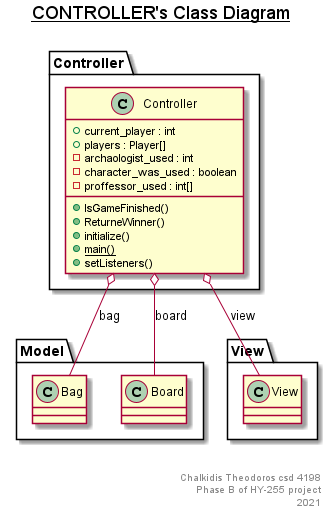 CONTROLLER's Class Diagram
Controller
C Controller
current_player : int
players : Player[]
archaologist_used : int
character_was_used : boolean
proffessor_used : int[]
IsGameFinished()
ReturneWinner()
initialize()
main()
setListeners()
bag
board
view
Model
View
C Bag
C Board
C View
Chalkidis Theodoros csd 4198
Phase B of HY-255 project
2021